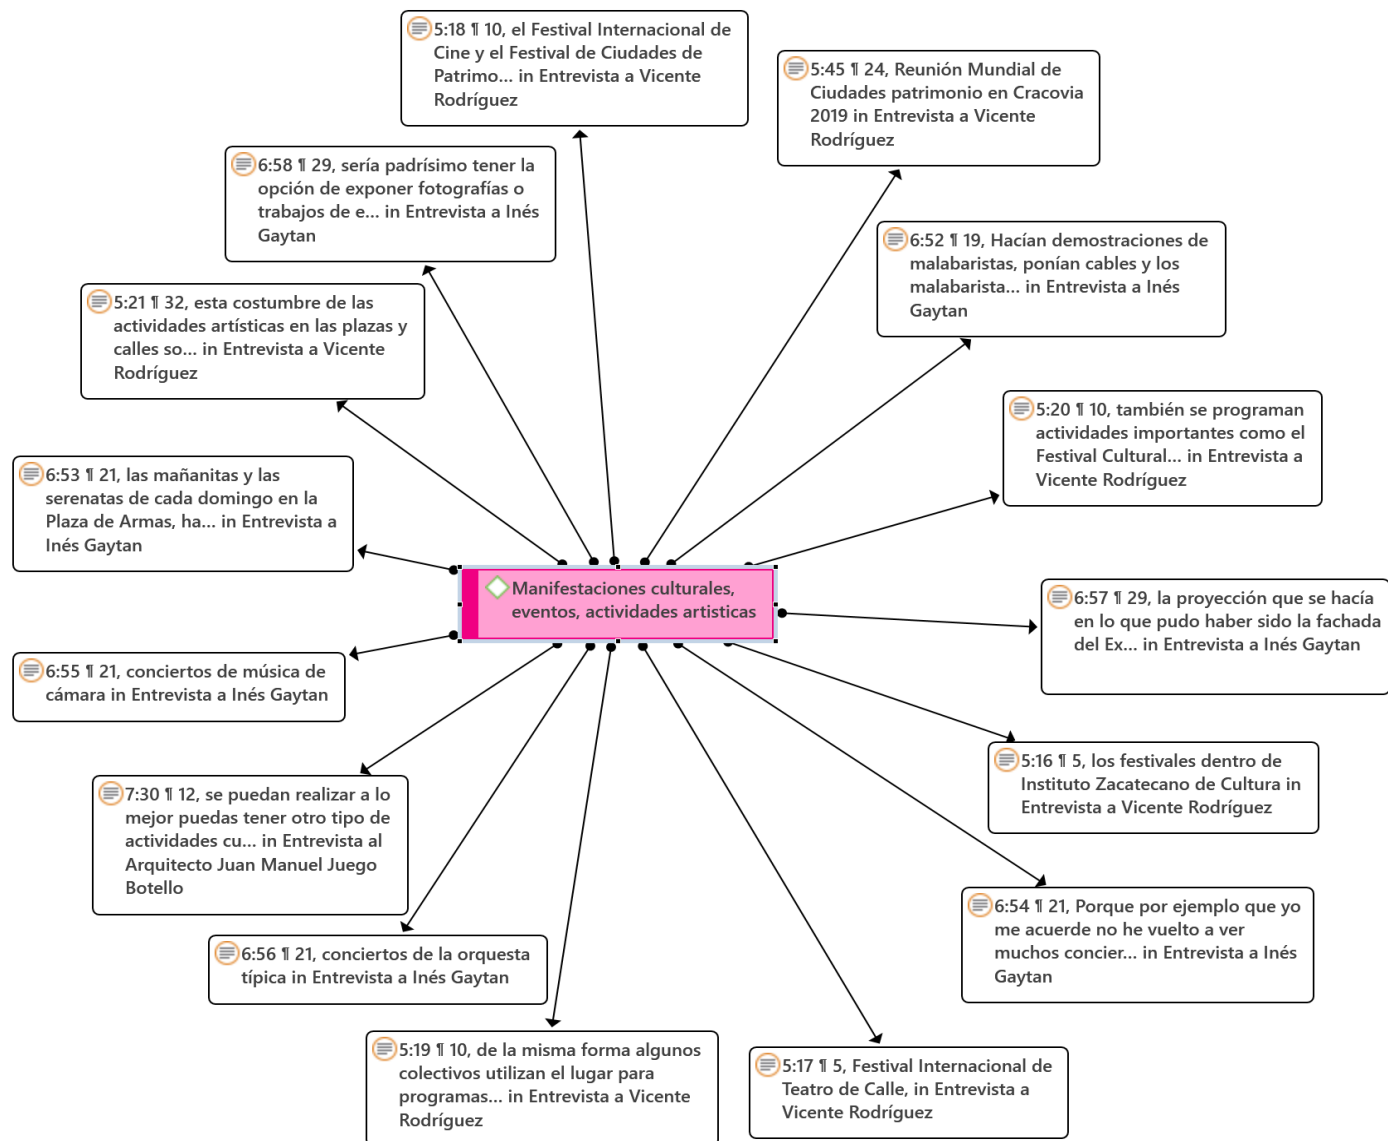 5:18 ¶ 10, el Festival Internacional de
Cine y el Festival de Ciudades de
Patrimo... in Entrevista a Vicente
Rodríguez
5:45 ¶ 24, Reunión Mundial de
Ciudades patrimonio en Cracovia
2019 in Entrevista a Vicente
Rodríguez
6:58 ¶ 29, sería padrísimo tener la
opción de exponer fotografías o
trabajos de e... in Entrevista a Inés
Gaytan
6:52 ¶ 19, Hacían demostraciones de
malabaristas, ponían cables y los
malabarista... in Entrevista a Inés
Gaytan
5:21 ¶ 32, esta costumbre de las
actividades artísticas en las plazas y
calles so... in Entrevista a Vicente
Rodríguez
5:20 ¶ 10, también se programan
actividades importantes como el
Festival Cultural... in Entrevista a
Vicente Rodríguez
6:53 ¶ 21, las mañanitas y las
serenatas de cada domingo en la
Plaza de Armas, ha... in Entrevista a
Inés Gaytan
Manifestaciones culturales,
eventos, actividades artisticas
6:57 ¶ 29, la proyección que se hacía
en lo que pudo haber sido la fachada
del Ex... in Entrevista a Inés Gaytan
6:55 ¶ 21, conciertos de música de
cámara in Entrevista a Inés Gaytan
5:16 ¶ 5, los festivales dentro de
Instituto Zacatecano de Cultura in
Entrevista a Vicente Rodríguez
7:30 ¶ 12, se puedan realizar a lo
mejor puedas tener otro tipo de
actividades cu... in Entrevista al
Arquitecto Juan Manuel Juego
Botello
6:54 ¶ 21, Porque por ejemplo que yo
me acuerde no he vuelto a ver
muchos concier... in Entrevista a Inés
Gaytan
6:56 ¶ 21, conciertos de la orquesta
típica in Entrevista a Inés Gaytan
5:19 ¶ 10, de la misma forma algunos
colectivos utilizan el lugar para
programas... in Entrevista a Vicente
Rodríguez
5:17 ¶ 5, Festival Internacional de
Teatro de Calle, in Entrevista a
Vicente Rodríguez